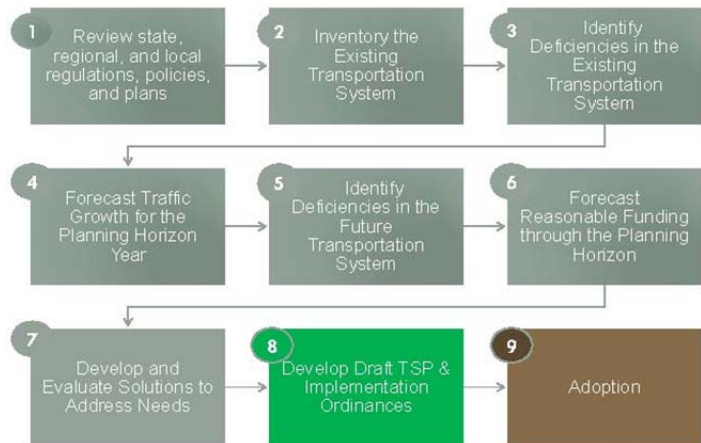 1
Review state,
regional, and local
regulations, policies,
and plans
2
Inventory the
Existing
Transportation
System
3
Identify
Deficiencies in the
Existing
Transportation
System
4
Forecast Traffic
Growth for the
Planning Horizon
Year
5
Identify
Deficiencies in the
Future
Transportation
System
6
Forecast
Reasonable Funding
through the Planning
Horizon
7
Develop and
Evaluate Solutions to
Address Needs
8
Develop Draft TSP &
Implementation
Ordinances
9
Adoption